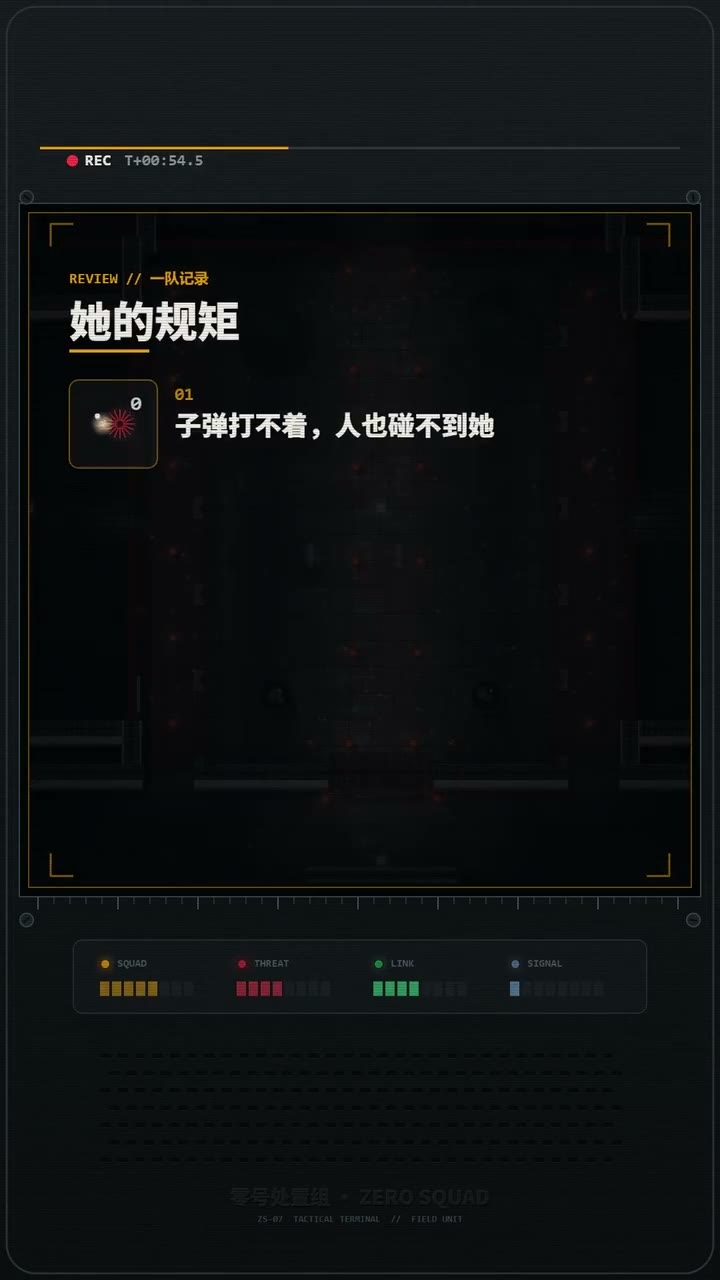 REC T+00:54.5
REVIEW // 一队记录
她的规矩
0
01
子弹打不着，人也碰不到她
SQUAD THREAT LINK SIGNAL
零号处置组 · ZERO SQUAD
ZS-07 TACTICAL TERMINAL // FIELD UNIT